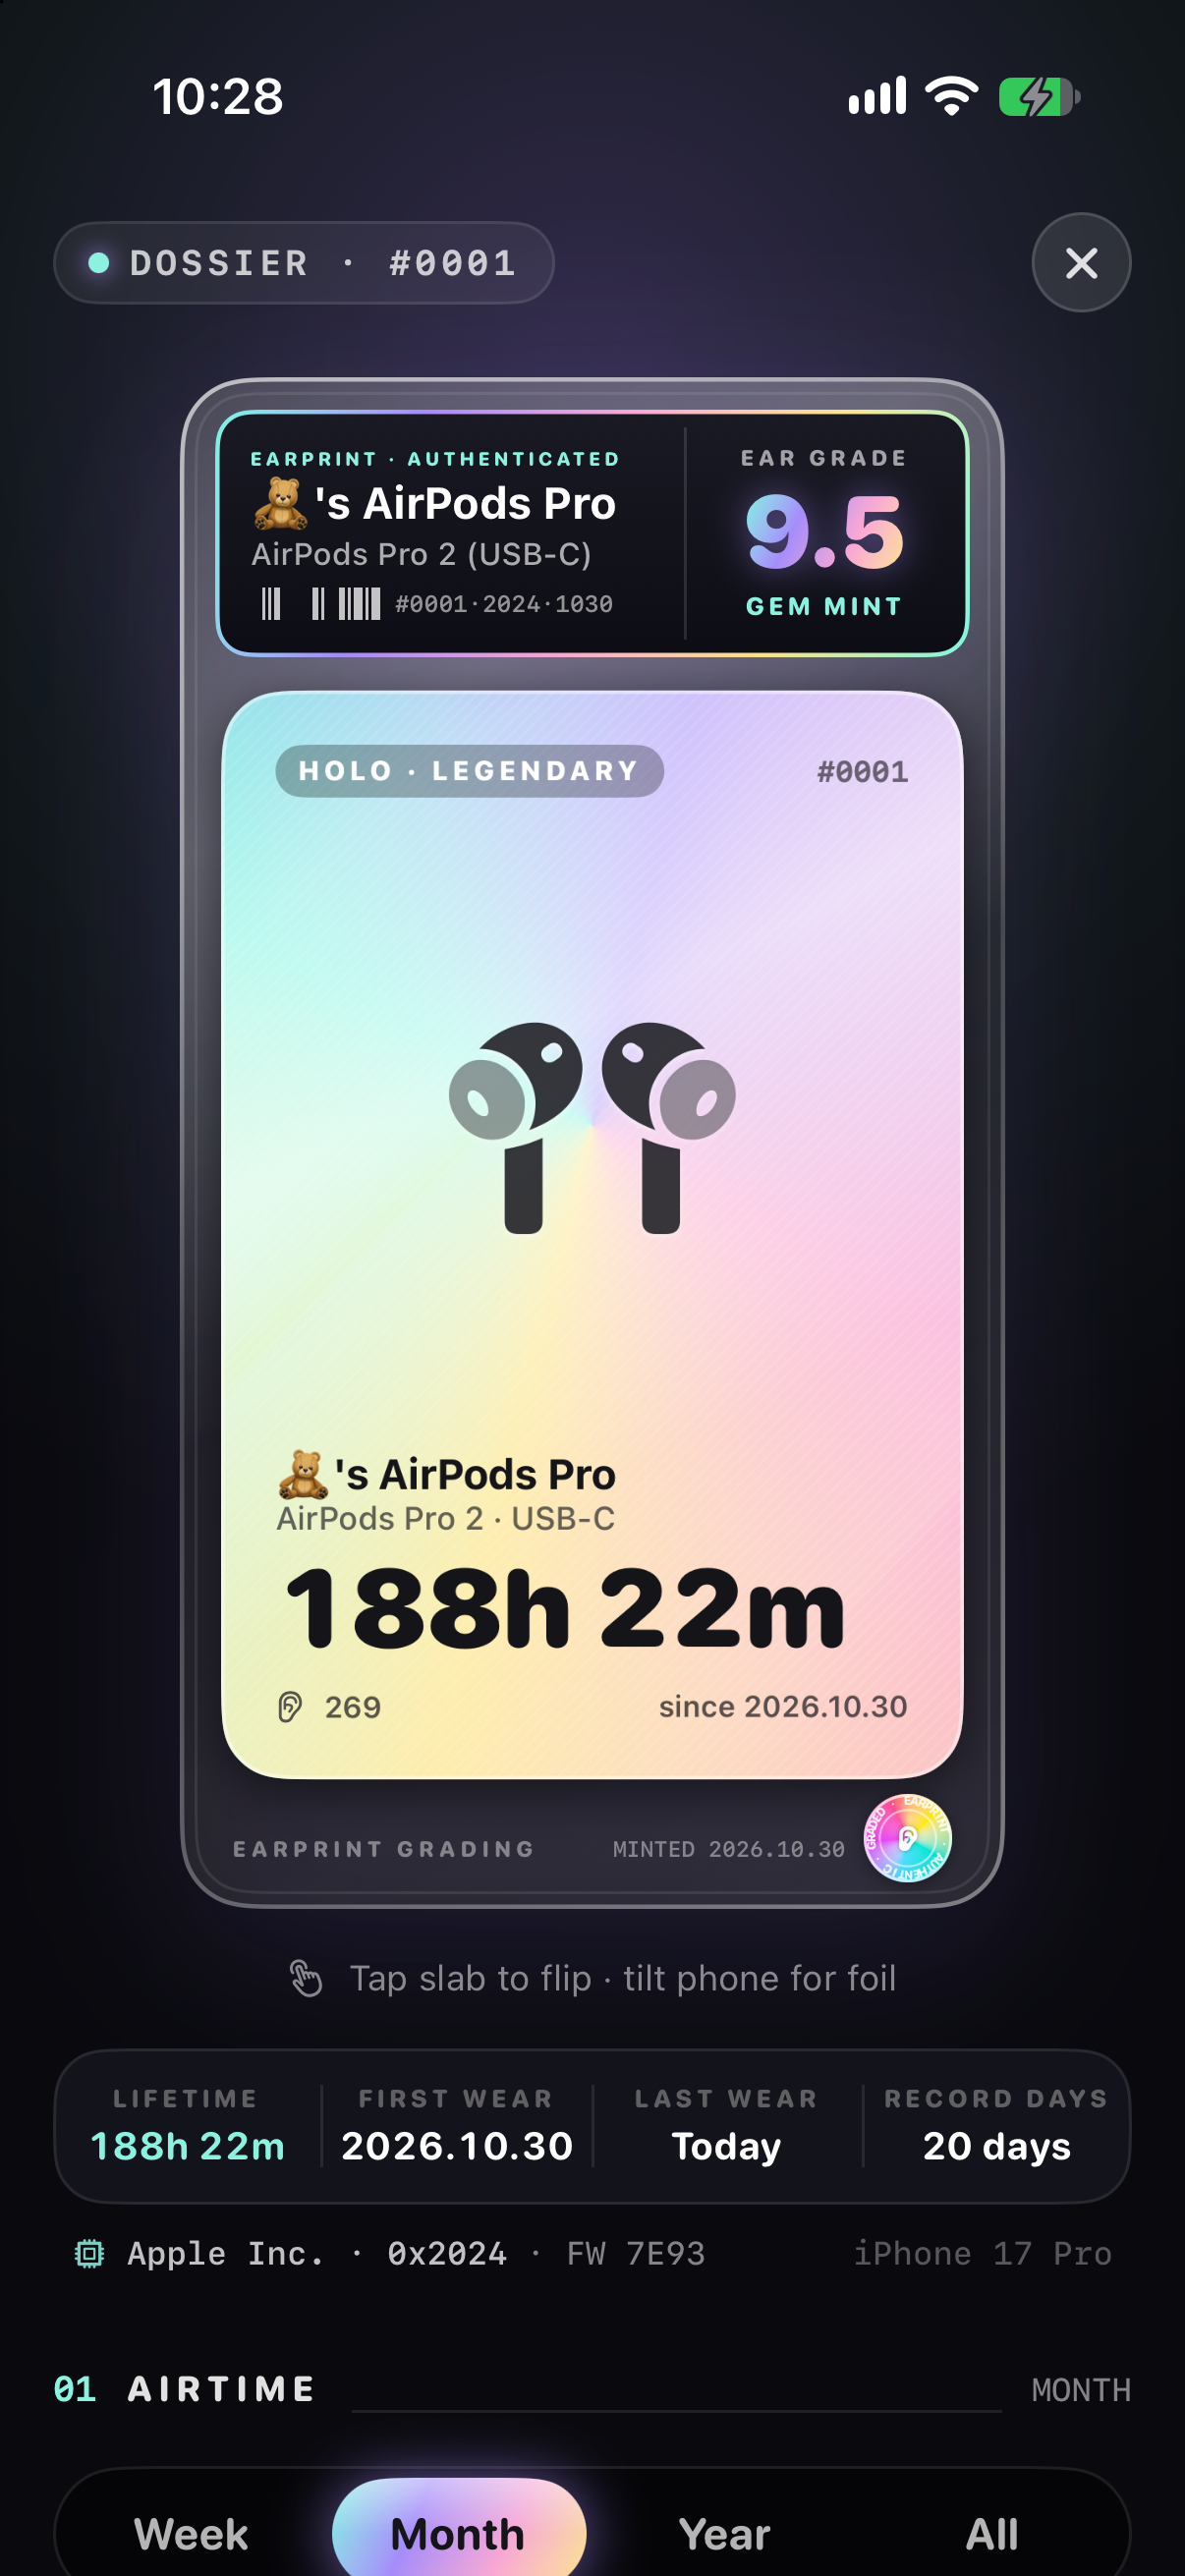 10:28
DOSSIER · #0001
EARPRINT · AUTHENTICATED
🧸's AirPods Pro
AirPods Pro 2 (USB-C)
#0001·2024·1030
EAR GRADE
9.5
GEM MINT
HOLO · LEGENDARY
#0001
🧸's AirPods Pro
AirPods Pro 2 · USB-C
188h 22m
269
since 2026.10.30
EARPRINT GRADING
MINTED 2026.10.30
EARPRINT · AUTHENTIC · GRADED ·
Tap slab to flip · tilt phone for foil
LIFETIME
188h 22m
FIRST WEAR
2026.10.30
LAST WEAR
Today
RECORD DAYS
20 days
Apple Inc. · 0x2024 · FW 7E93
iPhone 17 Pro
01 AIRTIME
MONTH
Week
Month
Year
All